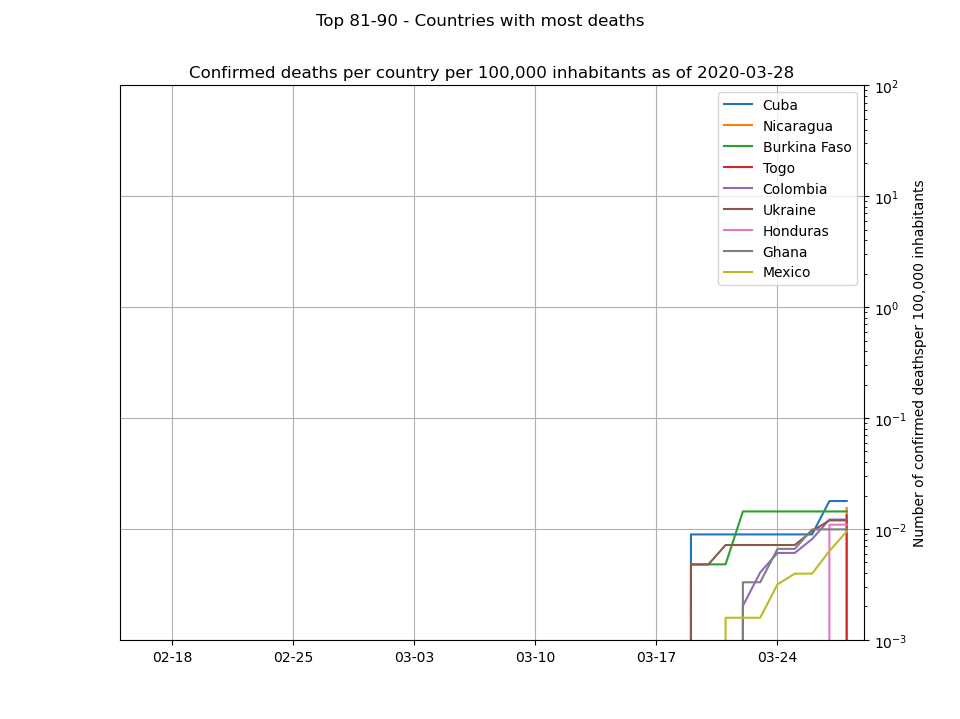 Top 81-90 - Countries with most deaths
Confirmed deaths per country per 100,000 inhabitants as of 2020-03-28
Cuba
Nicaragua
Burkina Faso
Togo
Colombia
Ukraine
Honduras
Ghana
Mexico
10²
10¹
10⁰
10⁻¹
10⁻²
10⁻³
Number of confirmed deathsper 100,000 inhabitants
02-18
02-25
03-03
03-10
03-17
03-24